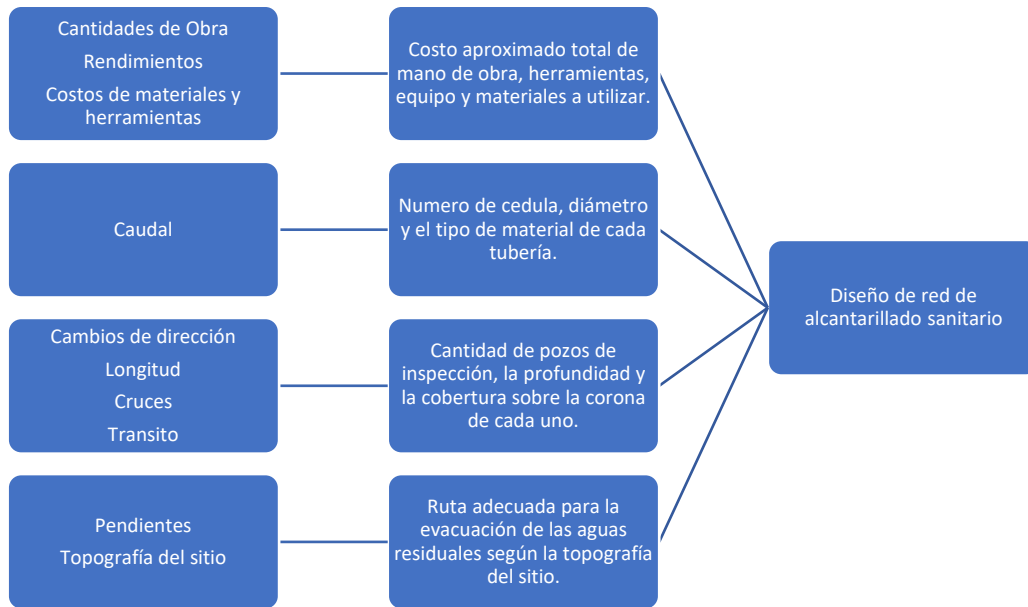 Cantidades de Obra
Rendimientos
Costos de materiales y
herramientas
Costo aproximado total de
mano de obra, herramientas,
equipo y materiales a utilizar.
Caudal
Numero de cedula, diámetro
y el tipo de material de cada
tubería.
Diseño de red de
alcantarillado sanitario
Cambios de dirección
Longitud
Cruces
Transito
Cantidad de pozos de
inspección, la profundidad y
la cobertura sobre la corona
de cada uno.
Pendientes
Topografía del sitio
Ruta adecuada para la
evacuación de las aguas
residuales según la topografía
del sitio.